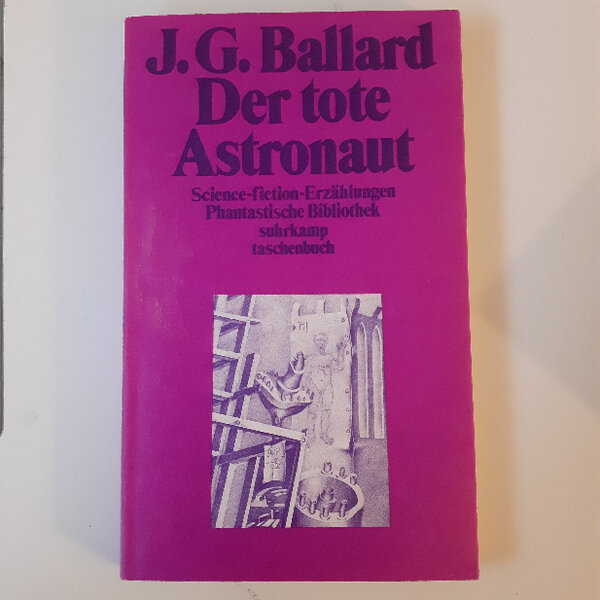 J. G. Ballard
Der tote
Astronaut
Science-fiction-Erzählungen
Phantastische Bibliothek
suhrkamp
taschenbuch